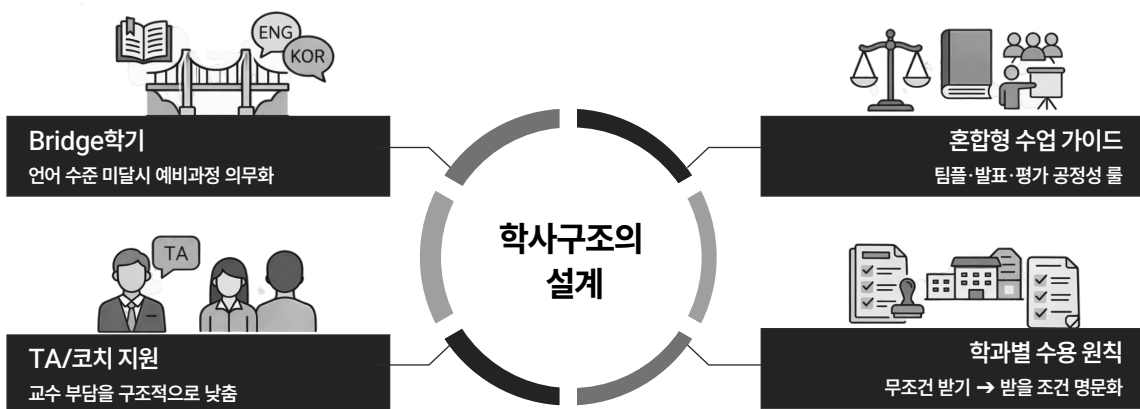 ENG
KOR
Bridge학기
언어 수준 미달시 예비과정 의무화
혼합형 수업 가이드
팀플·발표·평가 공정성 룰
학사구조의
설계
TA
TA/코치 지원
교수 부담을 구조적으로 낮춤
학과별 수용 원칙
무조건 받기 → 받을 조건 명문화